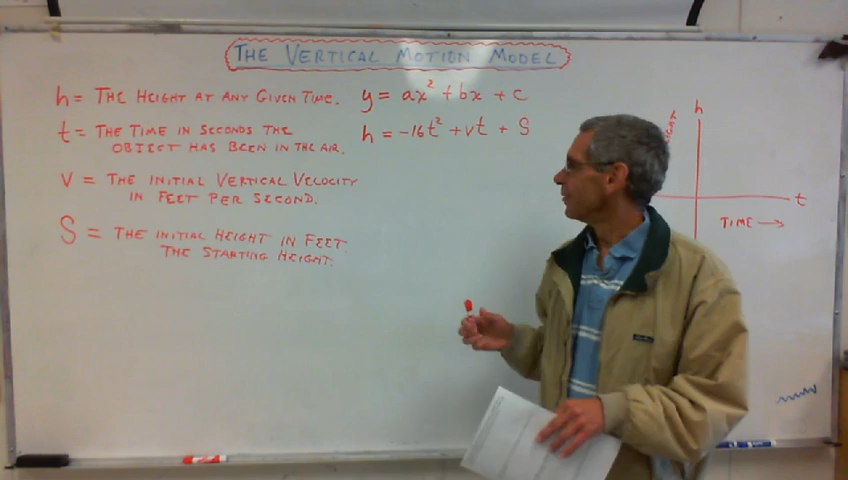 THE VERTICAL MOTION MODEL
h = THE HEIGHT AT ANY GIVEN TIME.
t = THE TIME IN SECONDS THE
OBJECT HAS BEEN IN THE AIR.
V = THE INITIAL VERTICAL VELOCITY
IN FEET PER SECOND.
S = THE INITIAL HEIGHT IN FEET
THE STARTING HEIGHT.
y = ax² + bx + c
h = -16t² + vt + S
h
t
TIME →